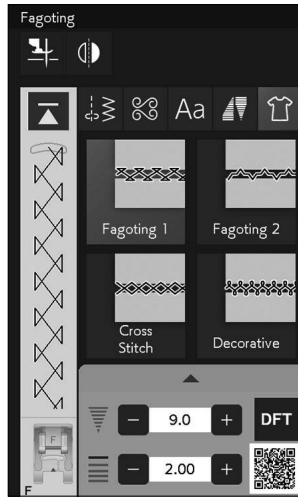 Fagoting
Aa
Fagoting 1
Fagoting 2
Cross
Stitch
Decorative
9.0
DFT
2.00
F
F